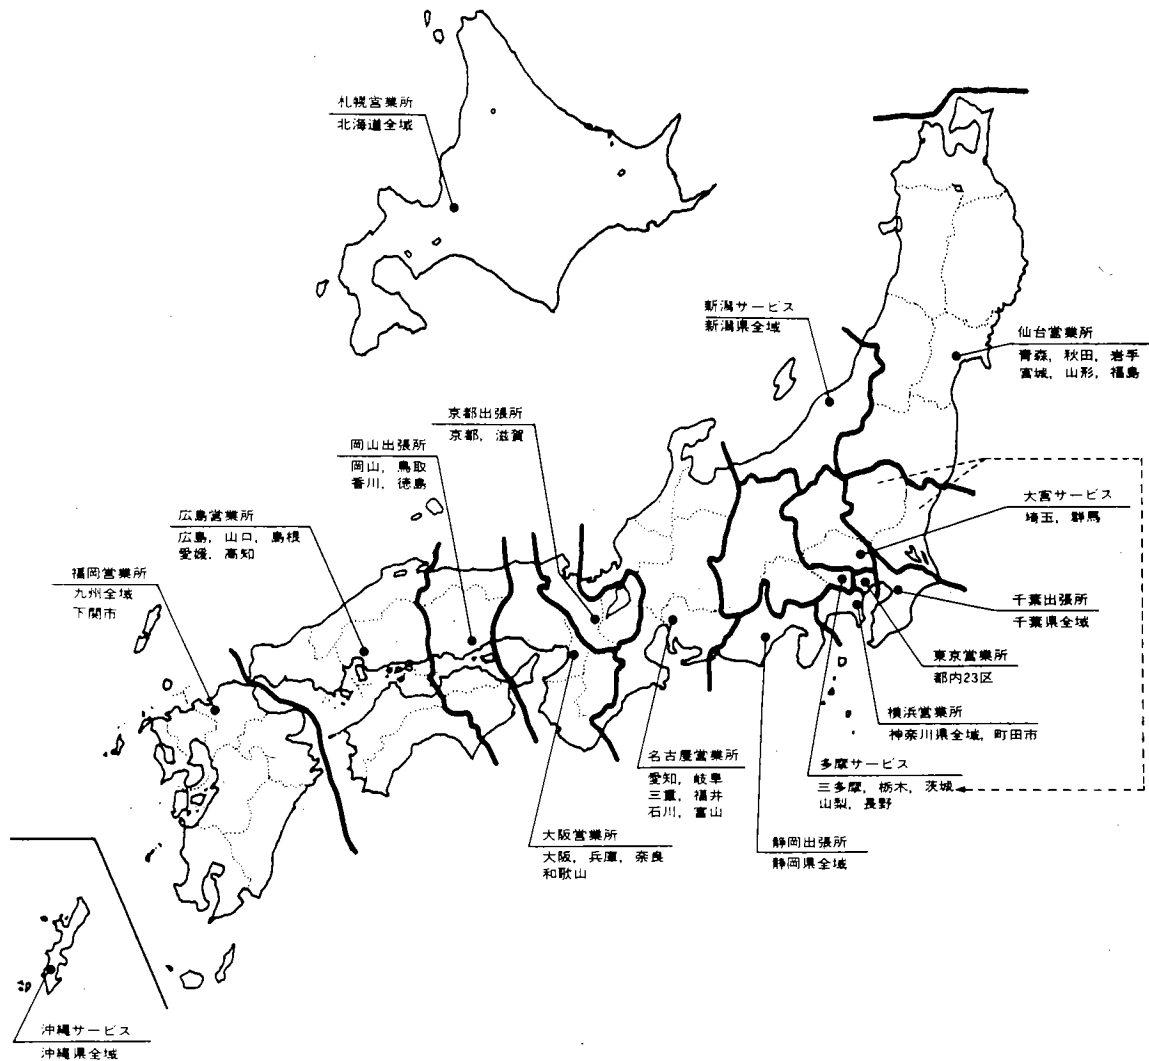 札幌営業所
北海道全域
新潟サービス
新潟県全域
仙台営業所
青森, 秋田, 岩手
宮城, 山形, 福島
京都出張所
京都, 滋賀
岡山出張所
岡山, 鳥取
香川, 徳島
大宮サービス
埼玉, 群馬
広島営業所
広島, 山口, 島根
愛媛, 高知
福岡営業所
九州全域
下関市
千葉出張所
千葉県全域
東京営業所
都内23区
横浜営業所
神奈川県全域, 町田市
名古屋営業所
愛知, 岐阜
三重, 福井
石川, 富山
多摩サービス
三多摩, 栃木, 茨城
山梨, 長野
大阪営業所
大阪, 兵庫, 奈良
和歌山
静岡出張所
静岡県全域
沖縄サービス
沖縄県全域